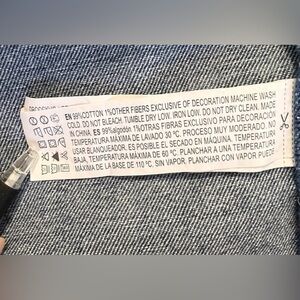 EN 99%COTTON 1%OTHER FIBERS EXCLUSIVE OF DECORATION MACHINE WASH
COLD. DO NOT BLEACH. TUMBLE DRY LOW. IRON LOW. DO NOT DRY CLEAN. MADE
IN CHINA. ES 99%algodón 1%OTRAS FIBRAS EXCLUSIVO PARA DECORACIÓN
TEMPERATURA MÁXIMA DE LAVADO 30 ºC. PROCESO MUY MODERADO. NO
USAR BLANQUEADOR. ES POSIBLE EL SECADO EN MÁQUINA, TEMPERATURA
BAJA, TEMPERATURA MÁXIMA DE 60 ºC. PLANCHAR A UNA TEMPERATURA
MÁXIMA DE LA BASE DE 110 ºC. SIN VAPOR. PLANCHAR CON VAPOR PUEDE